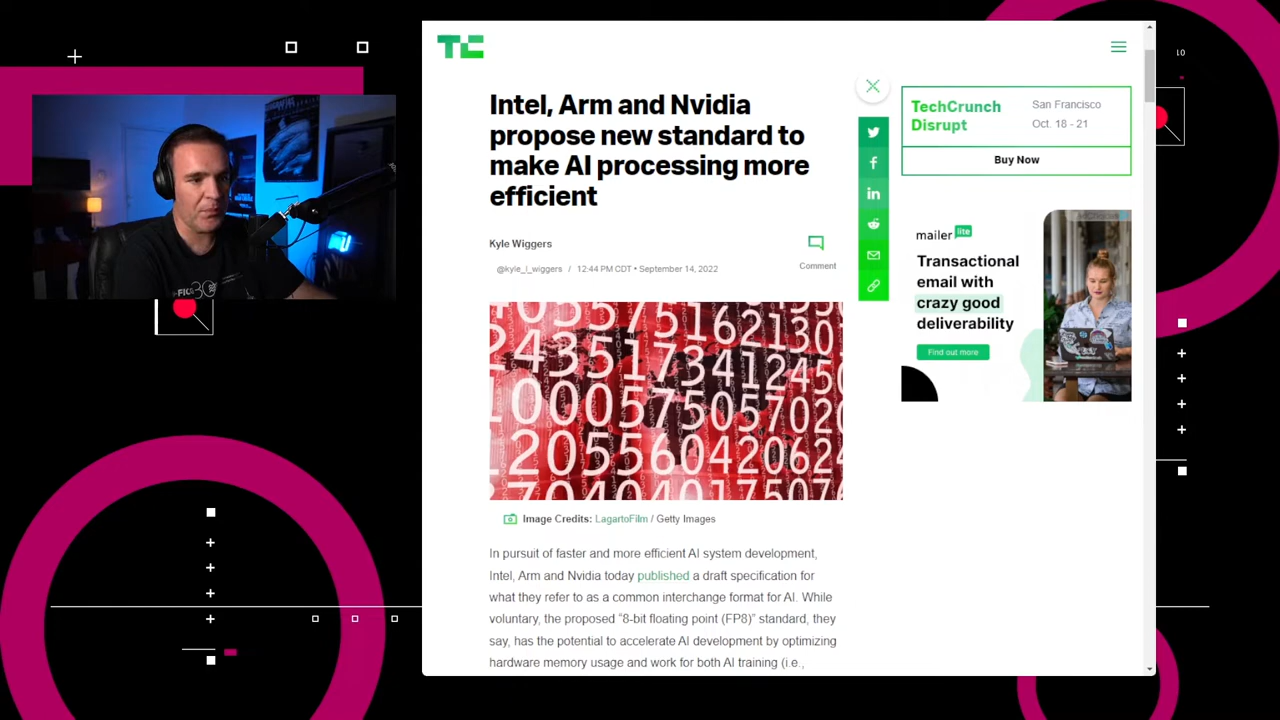 TC
Intel, Arm and Nvidia
propose new standard to
make AI processing more
efficient
Kyle Wiggers
@kyle_l_wiggers / 12:44 PM CDT • September 14, 2022
Comment
Image Credits: LagartoFilm / Getty Images
In pursuit of faster and more efficient AI system development,
Intel, Arm and Nvidia today published a draft specification for
what they refer to as a common interchange format for AI. While
voluntary, the proposed “8-bit floating point (FP8)” standard, they
say, has the potential to accelerate AI development by optimizing
hardware memory usage and work for both AI training (i.e.,
TechCrunch
Disrupt
San Francisco
Oct. 18 - 21
Buy Now
mailer lite
Transactional
email with
crazy good
deliverability
Find out more
01